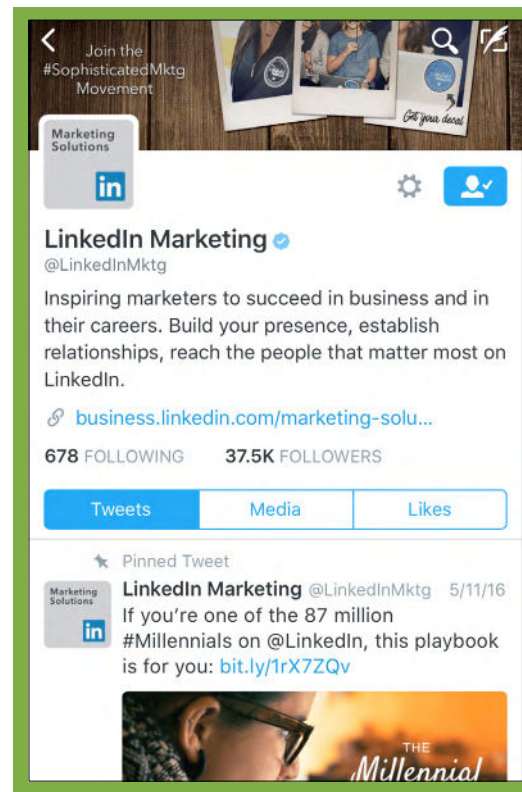 Join the
#SophisticatedMktg
Movement
Get your decal
Marketing
Solutions
in
LinkedIn Marketing
@LinkedInMktg
Inspiring marketers to succeed in business and in
their careers. Build your presence, establish
relationships, reach the people that matter most on
LinkedIn.
business.linkedin.com/marketing-solu...
678 FOLLOWING 37.5K FOLLOWERS
Tweets Media Likes
Pinned Tweet
Marketing
Solutions
in
LinkedIn Marketing @LinkedInMktg 5/11/16
If you're one of the 87 million
#Millennials on @LinkedIn, this playbook
is for you: bit.ly/1rX7ZQv
THE
Millennial